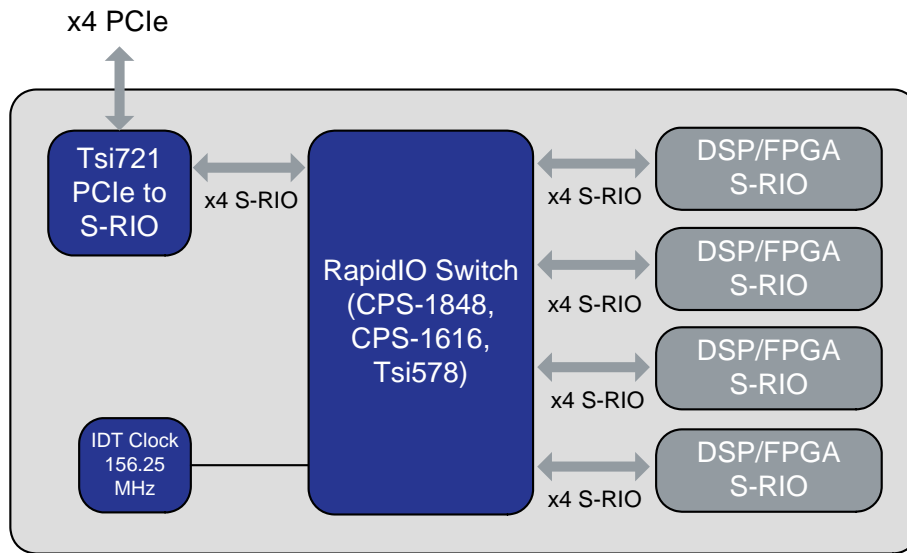 x4 PCIe
Tsi721
PCIe to
S-RIO
x4 S-RIO
RapidIO Switch
(CPS-1848,
CPS-1616,
Tsi578)
IDT Clock
156.25
MHz
x4 S-RIO
DSP/FPGA
S-RIO
x4 S-RIO
DSP/FPGA
S-RIO
x4 S-RIO
DSP/FPGA
S-RIO
x4 S-RIO
DSP/FPGA
S-RIO